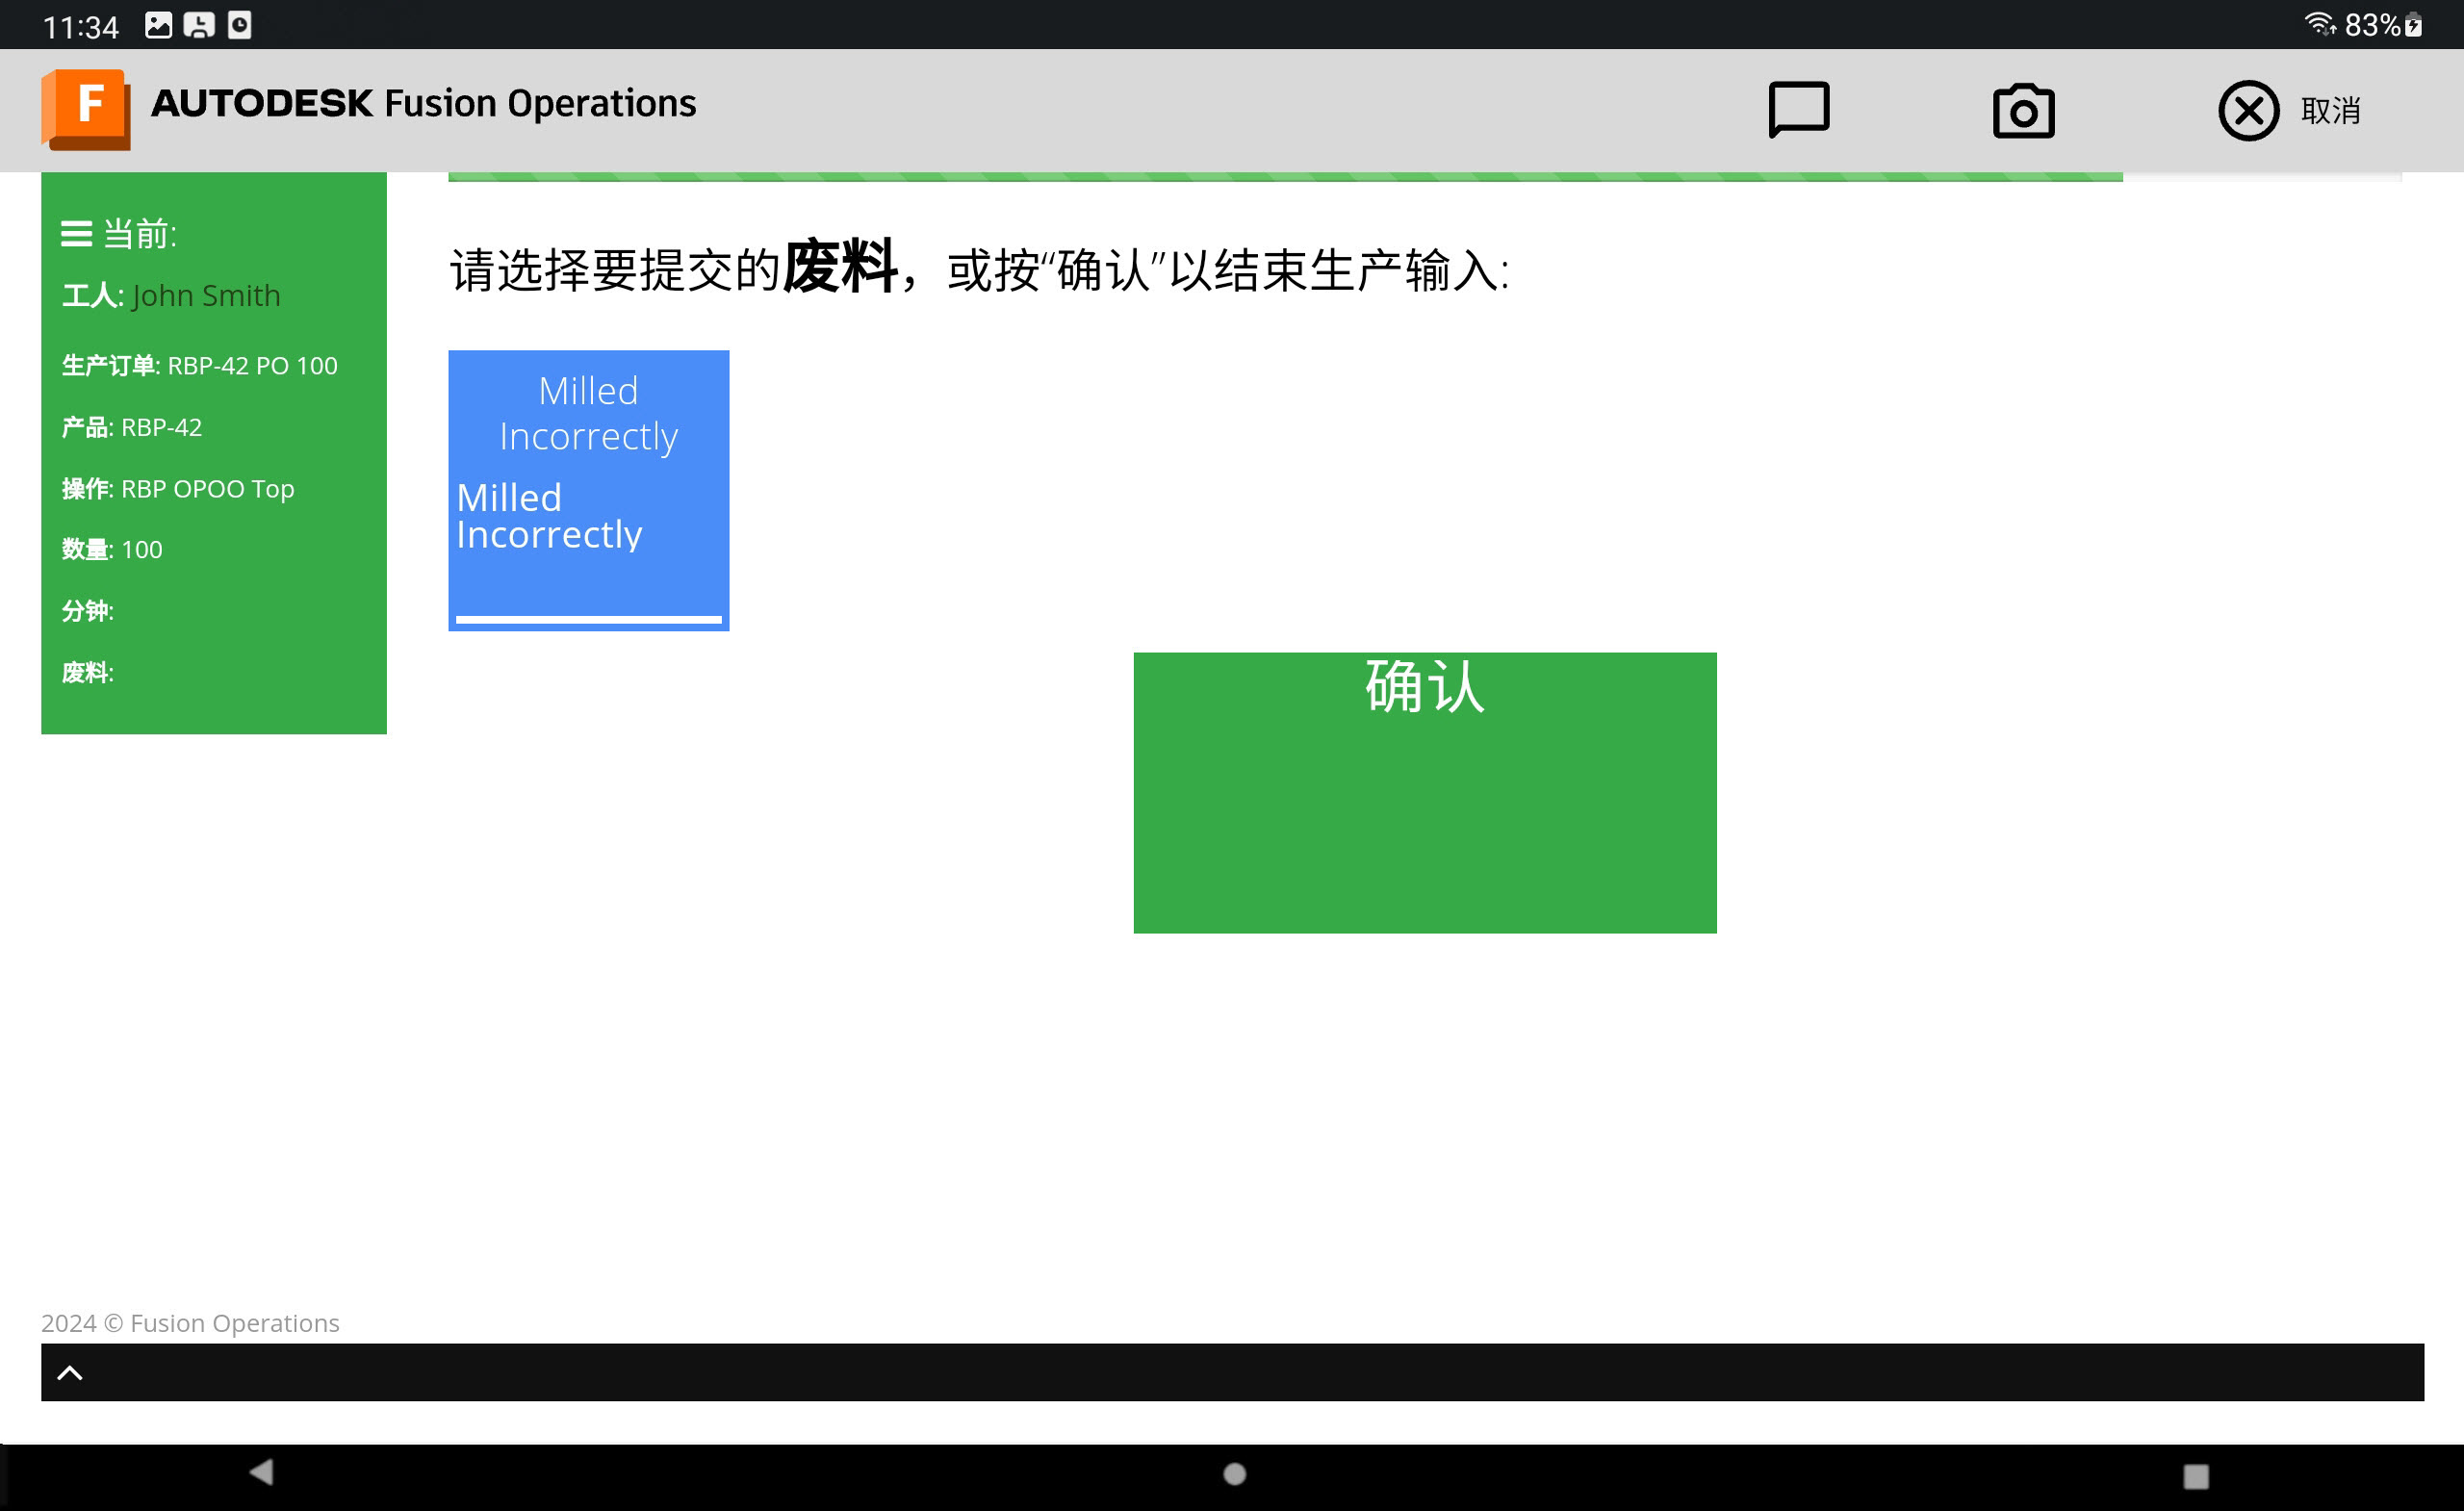 11:34
83%
F
AUTODESK Fusion Operations
取消
当前:
工人: John Smith
生产订单: RBP-42 PO 100
产品: RBP-42
操作: RBP OPOO Top
数量: 100
分钟:
废料:
请选择要提交的废料，或按“确认”以结束生产输入:
Milled
Incorrectly
Milled
Incorrectly
确认
2024 © Fusion Operations